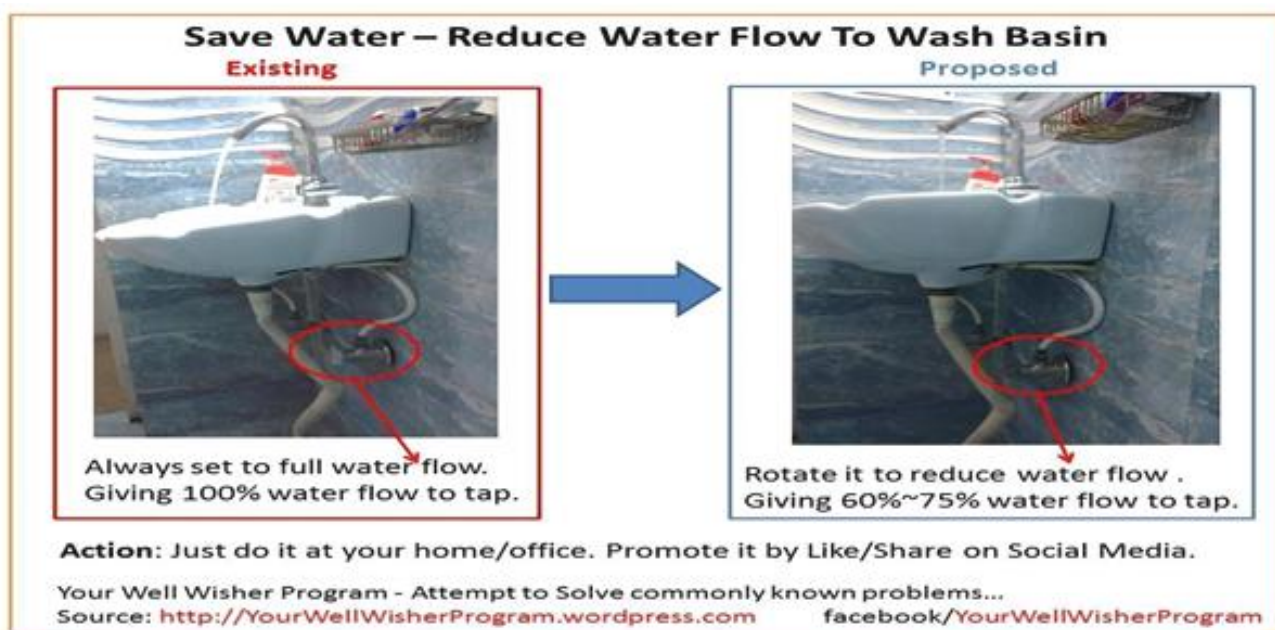 Save Water – Reduce Water Flow To Wash Basin
Existing
Proposed
Always set to full water flow.
Giving 100% water flow to tap.
Rotate it to reduce water flow .
Giving 60%~75% water flow to tap.
Action: Just do it at your home/office. Promote it by Like/Share on Social Media.
Your Well Wisher Program - Attempt to Solve commonly known problems...
Source: http://YourWellWisherProgram.wordpress.com facebook/YourWellWisherProgram